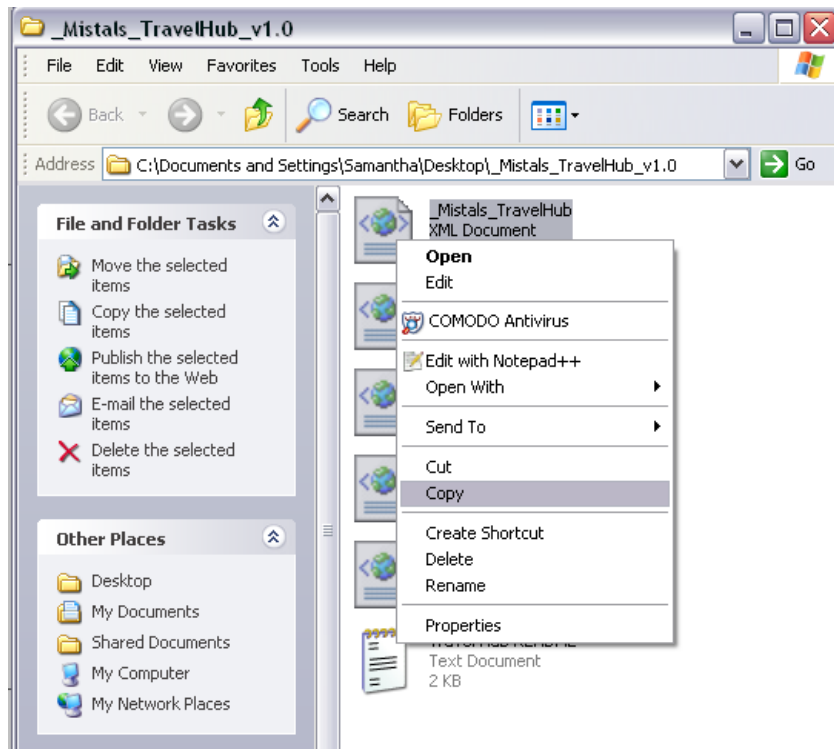 _Mistals_TravelHub_v1.0
File Edit View Favorites Tools Help
Back Search Folders
Address C:\Documents and Settings\Samantha\Desktop\_Mistals_TravelHub_v1.0 Go
File and Folder Tasks
Move the selected
items
Copy the selected
items
Publish the selected
items to the Web
E-mail the selected
items
Delete the selected
items
Other Places
Desktop
My Documents
Shared Documents
My Computer
My Network Places
_Mistals_TravelHub
XML Document
Open
Edit
COMODO Antivirus
Edit with Notepad++
Open With
Send To
Cut
Copy
Create Shortcut
Delete
Rename
Properties
Text Document
2 KB